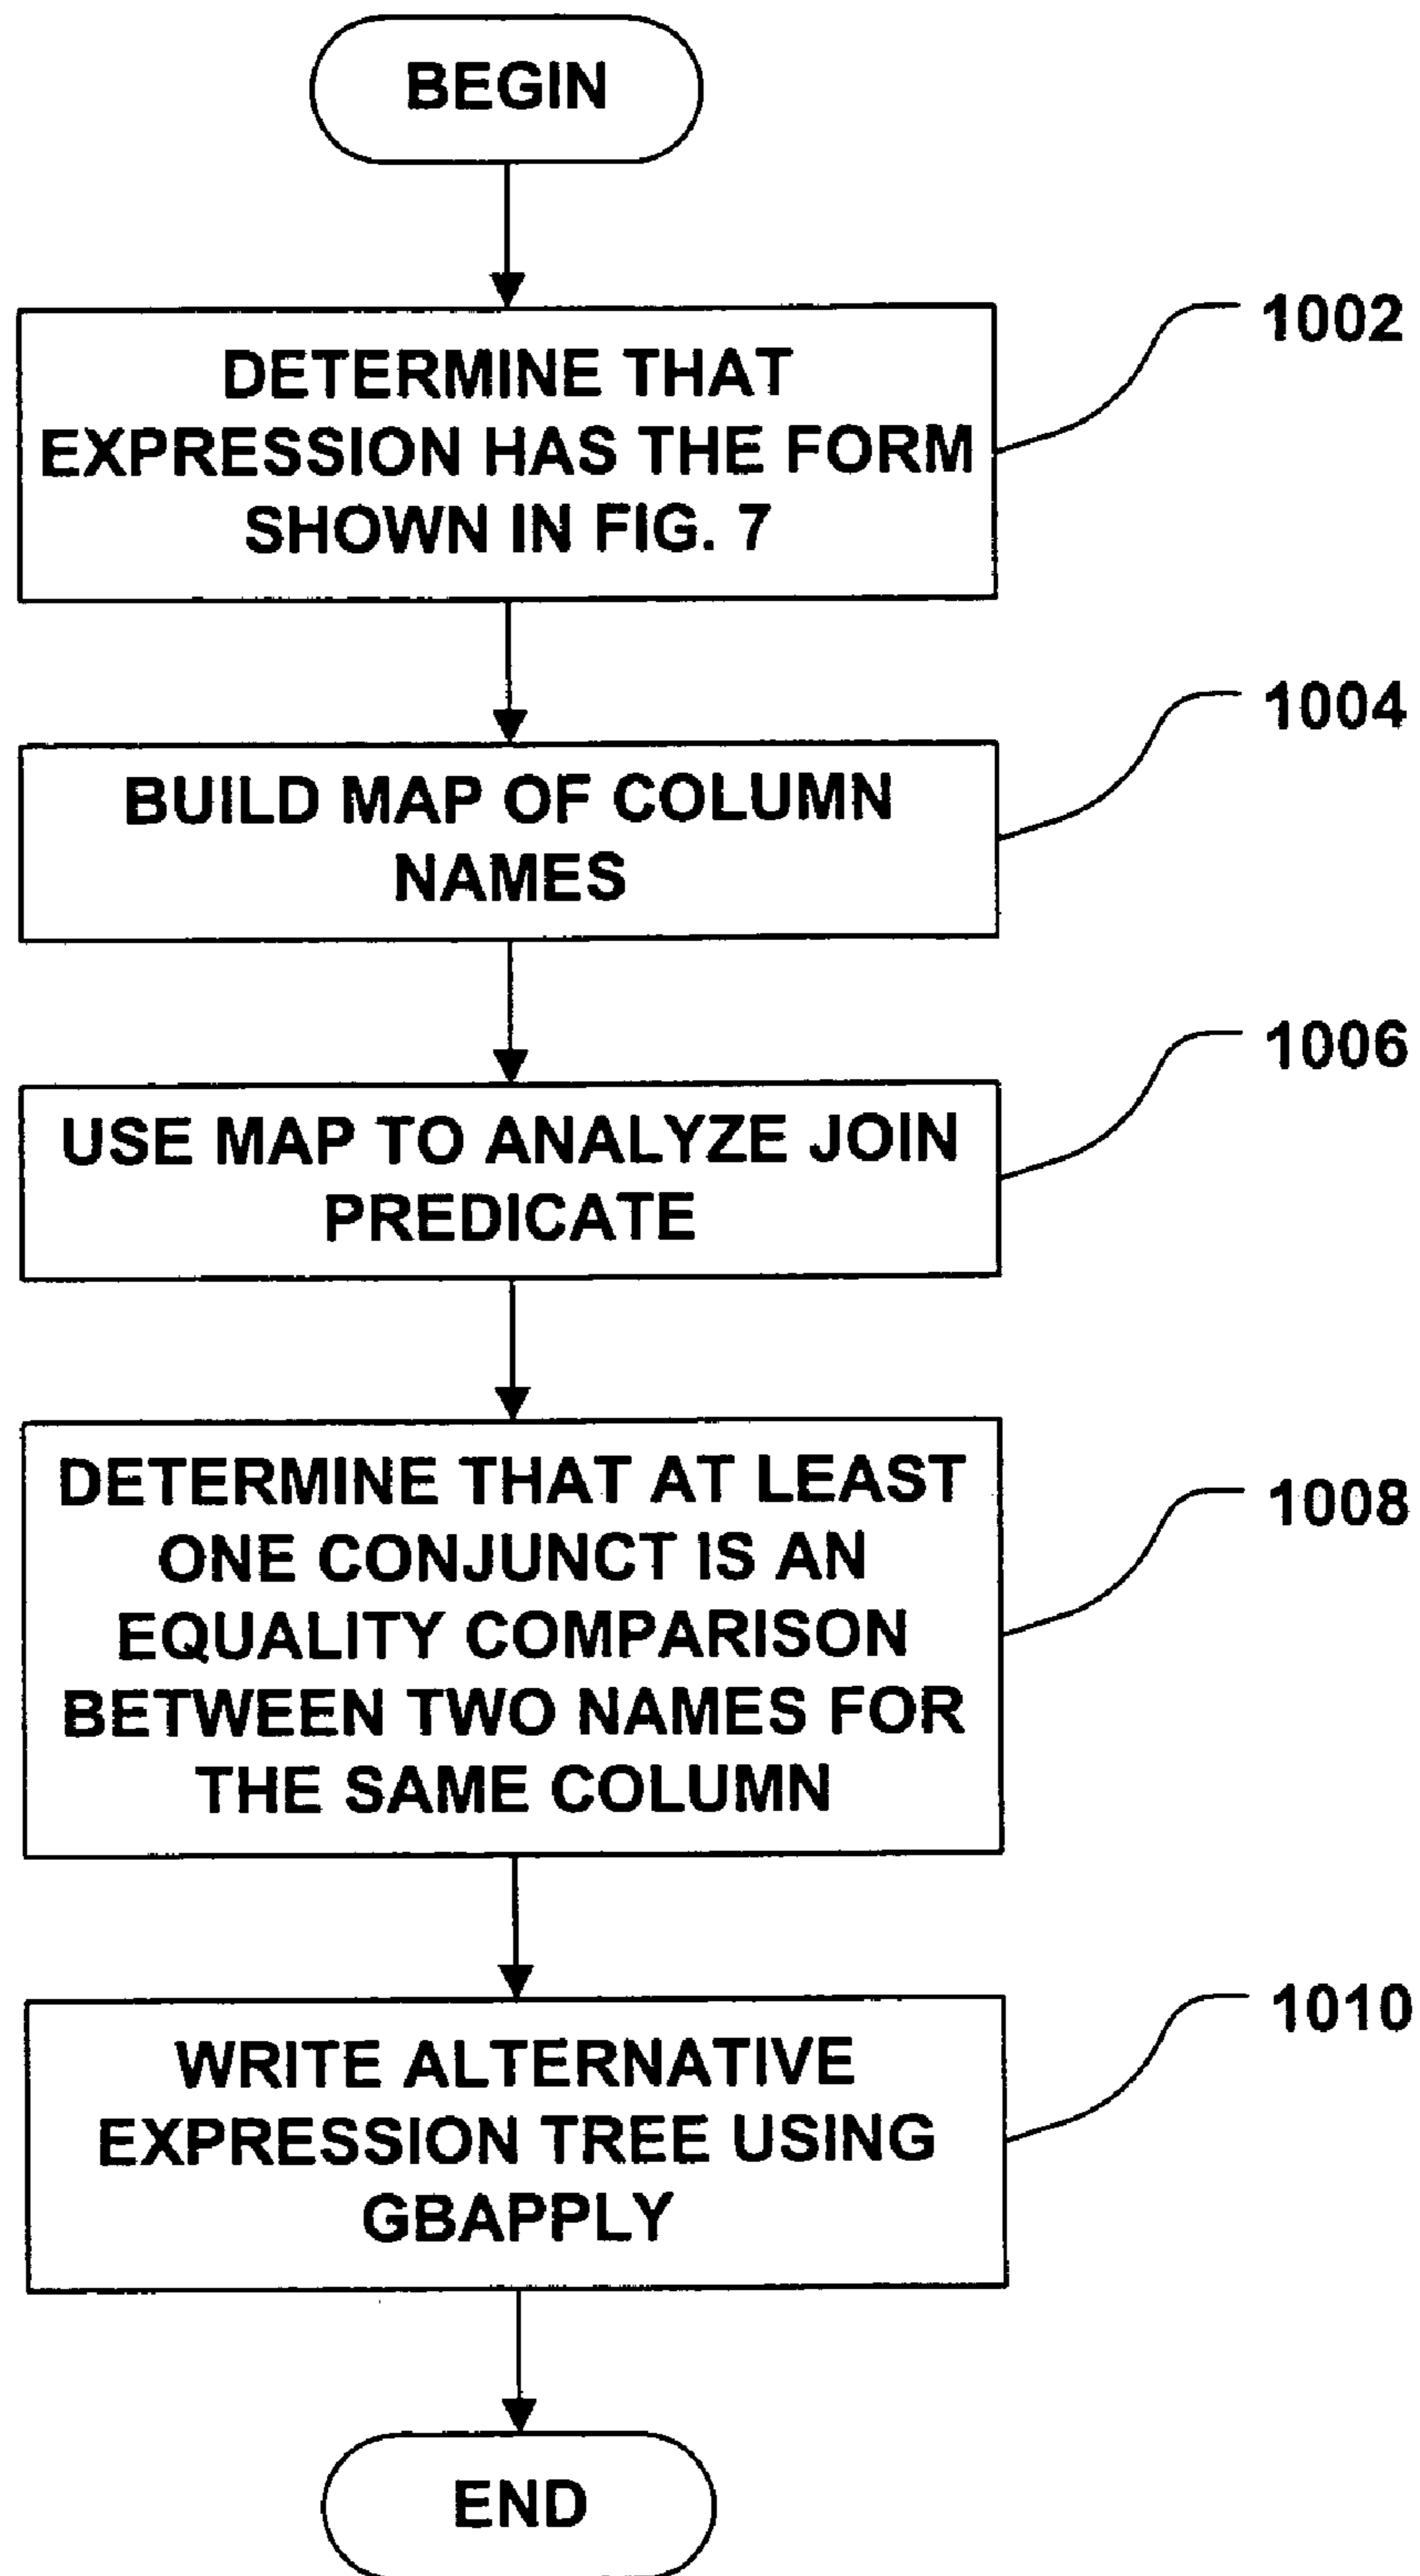 BEGIN
DETERMINE THAT
EXPRESSION HAS THE FORM
SHOWN IN FIG. 7
1002
BUILD MAP OF COLUMN
NAMES
1004
USE MAP TO ANALYZE JOIN
PREDICATE
1006
DETERMINE THAT AT LEAST
ONE CONJUNCT IS AN
EQUALITY COMPARISON
BETWEEN TWO NAMES FOR
THE SAME COLUMN
1008
WRITE ALTERNATIVE
EXPRESSION TREE USING
GBAPPLY
1010
END